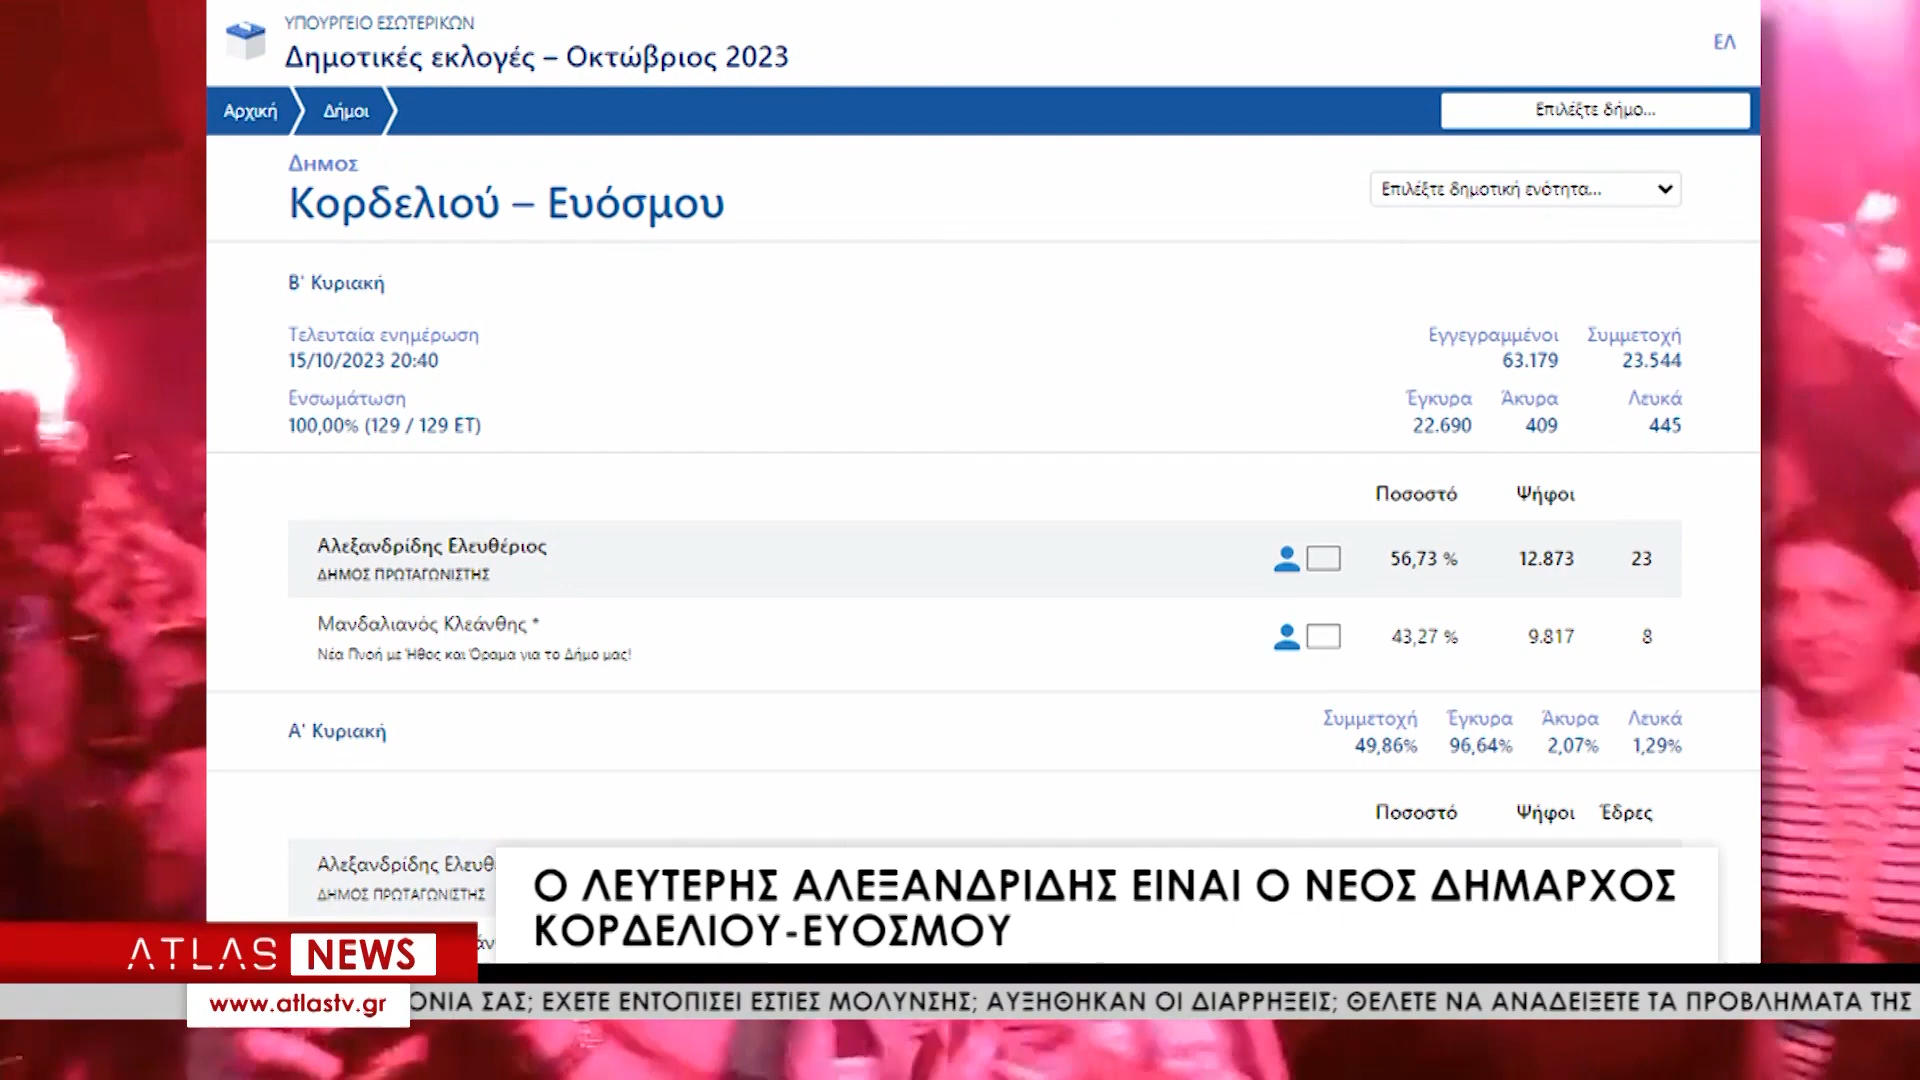 ΥΠΟΥΡΓΕΙΟ ΕΣΩΤΕΡΙΚΩΝ
Δημοτικές εκλογές – Οκτώβριος 2023
ΕΛ
Αρχική Δήμοι Επιλέξτε δήμο...
ΔΗΜΟΣ
Κορδελιού – Ευόσμου
Επιλέξτε δημοτική ενότητα...
Β' Κυριακή
Τελευταία ενημέρωση Εγγεγραμμένοι Συμμετοχή
15/10/2023 20:40 63.179 23.544
Ενσωμάτωση Έγκυρα Άκυρα Λευκά
100,00% (129 / 129 ΕΤ) 22.690 409 445
Ποσοστό Ψήφοι
Αλεξανδρίδης Ελευθέριος
ΔΗΜΟΣ ΠΡΩΤΑΓΩΝΙΣΤΗΣ
56,73 % 12.873 23
Μανδαλιανός Κλεάνθης *
Νέα Πνοή με Ήθος και Όραμα για το Δήμο μας!
43,27 % 9.817 8
Α' Κυριακή
Συμμετοχή Έγκυρα Άκυρα Λευκά
49,86% 96,64% 2,07% 1,29%
Ποσοστό Ψήφοι Έδρες
Αλεξανδρίδης Ελευθ
ΔΗΜΟΣ ΠΡΩΤΑΓΩΝΙΣΤΗΣ
Ο ΛΕΥΤΕΡΗΣ ΑΛΕΞΑΝΔΡΙΔΗΣ ΕΙΝΑΙ Ο ΝΕΟΣ ΔΗΜΑΡΧΟΣ
ΚΟΡΔΕΛΙΟΥ-ΕΥΟΣΜΟΥ
ATLAS NEWS
www.atlastv.gr
ΟΝΙΑ ΣΑΣ; ΕΧΕΤΕ ΕΝΤΟΠΙΣΕΙ ΕΣΤΙΕΣ ΜΟΛΥΝΣΗΣ; ΑΥΞΗΘΗΚΑΝ ΟΙ ΔΙΑΡΡΗΞΕΙΣ; ΘΕΛΕΤΕ ΝΑ ΑΝΑΔΕΙΞΕΤΕ ΤΑ ΠΡΟΒΛΗΜΑΤΑ ΤΗΣ